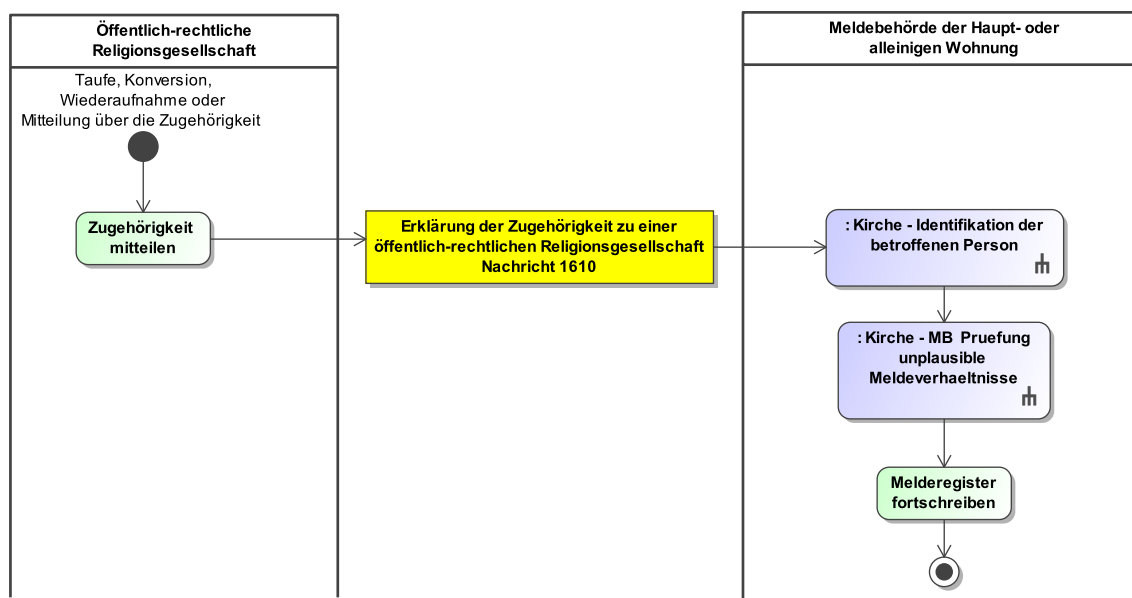 Öffentlich-rechtliche
Religionsgesellschaft
Taufe, Konversion,
Wiederaufnahme oder
Mitteilung über die Zugehörigkeit
Zugehörigkeit
mitteilen
Erklärung der Zugehörigkeit zu einer
öffentlich-rechtlichen Religionsgesellschaft
Nachricht 1610
Meldebehörde der Haupt- oder
alleinigen Wohnung
: Kirche - Identifikation der
betroffenen Person
: Kirche - MB Pruefung
unplausible
Meldeverhaeltnisse
Melderegister
fortschreiben